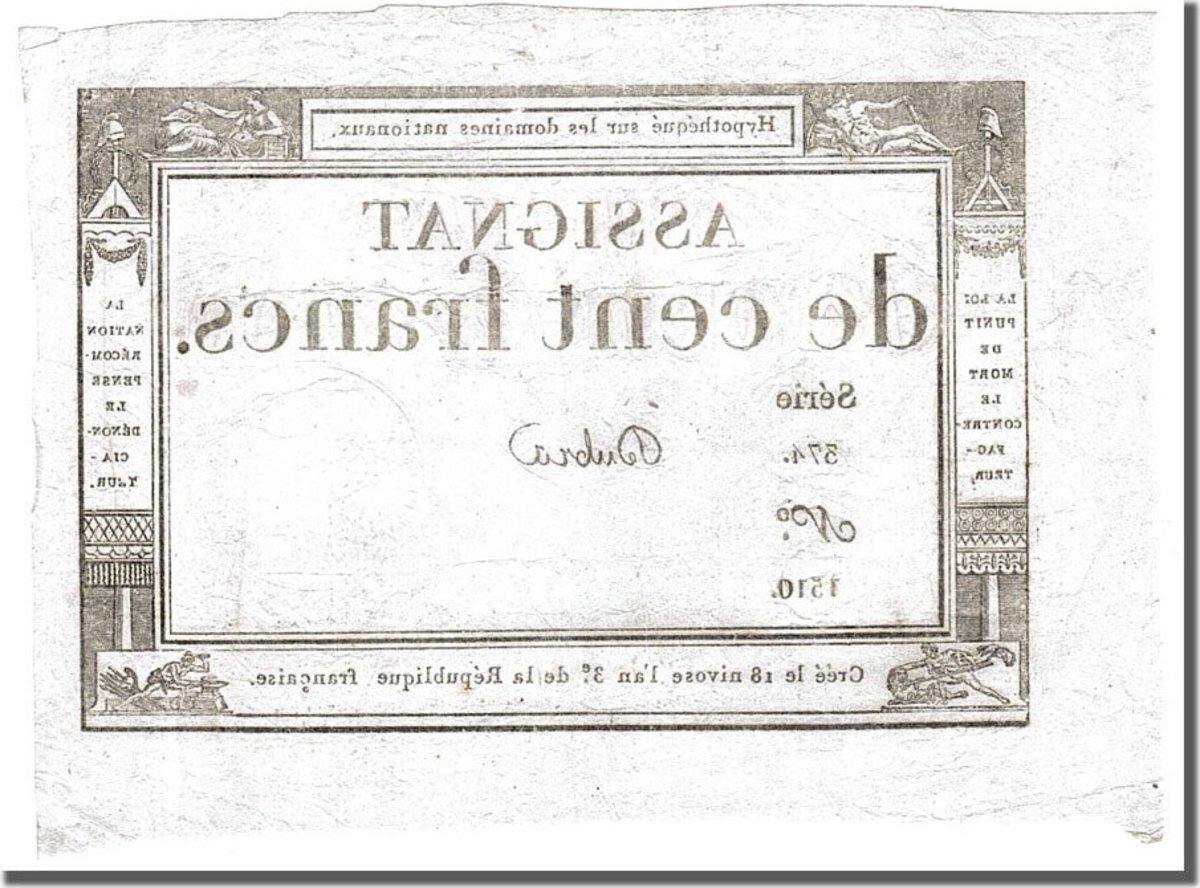 Hypothéqué sur les domaines nationaux.
ASSIGNAT
de cent francs.
Série
374.
Nº.
1510.
LA LOI
PUNIT
DE
MORT
LE
CONTRE-
FAC-
TEUR,
LA
NATION
RÉCOM-
PENSE
LE
DÉNON-
CIA-
TEUR.
Créé le 18 nivose l'an 3e de la République française.